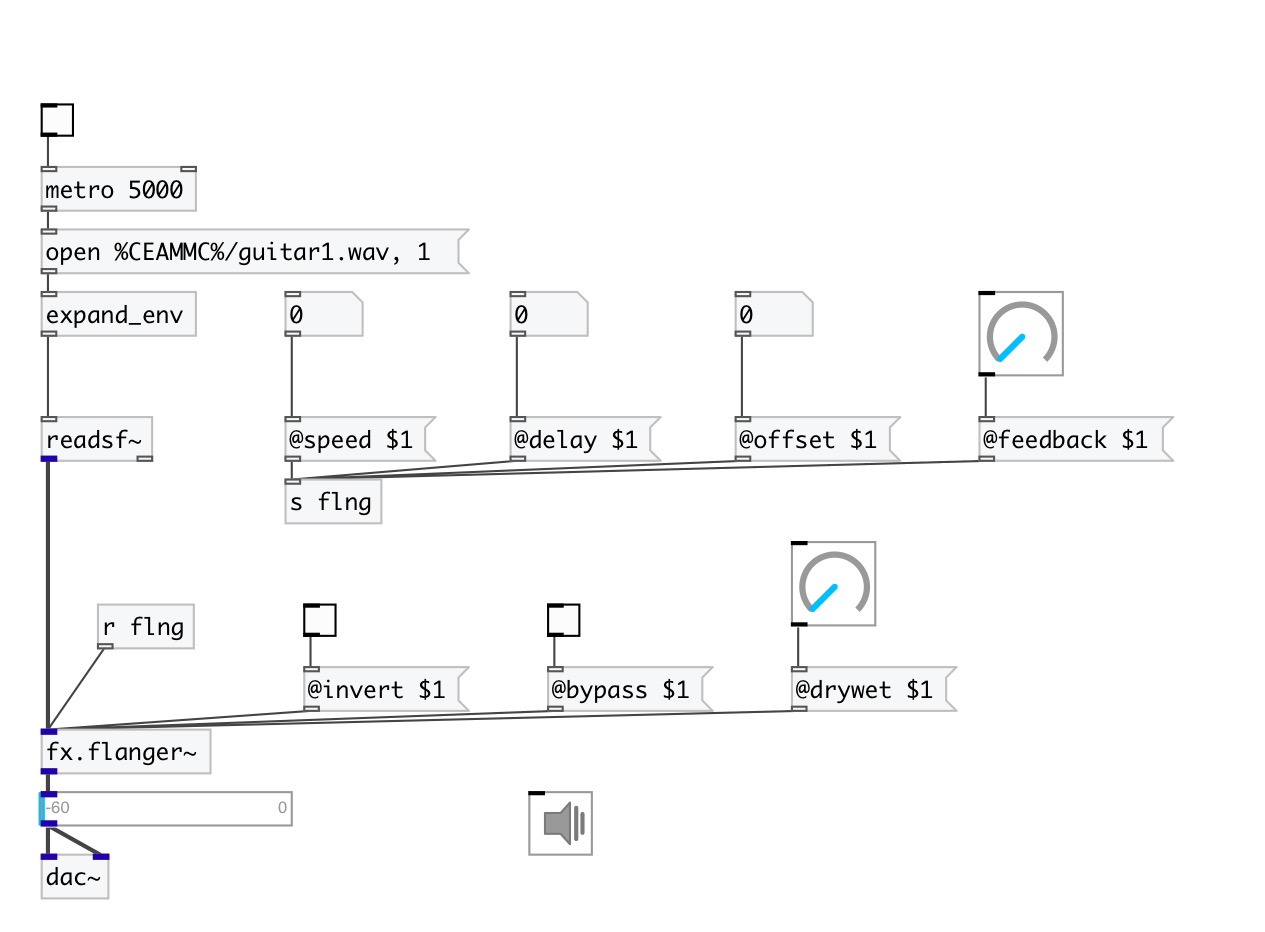 metro 5000
open %CEAMMC%/guitar1.wav, 1
expand_env
0
0
0
readsf~
@speed $1
@delay $1
@offset $1
@feedback $1
s flng
r flng
@invert $1
@bypass $1
@drywet $1
fx.flanger~
-60 0
dac~